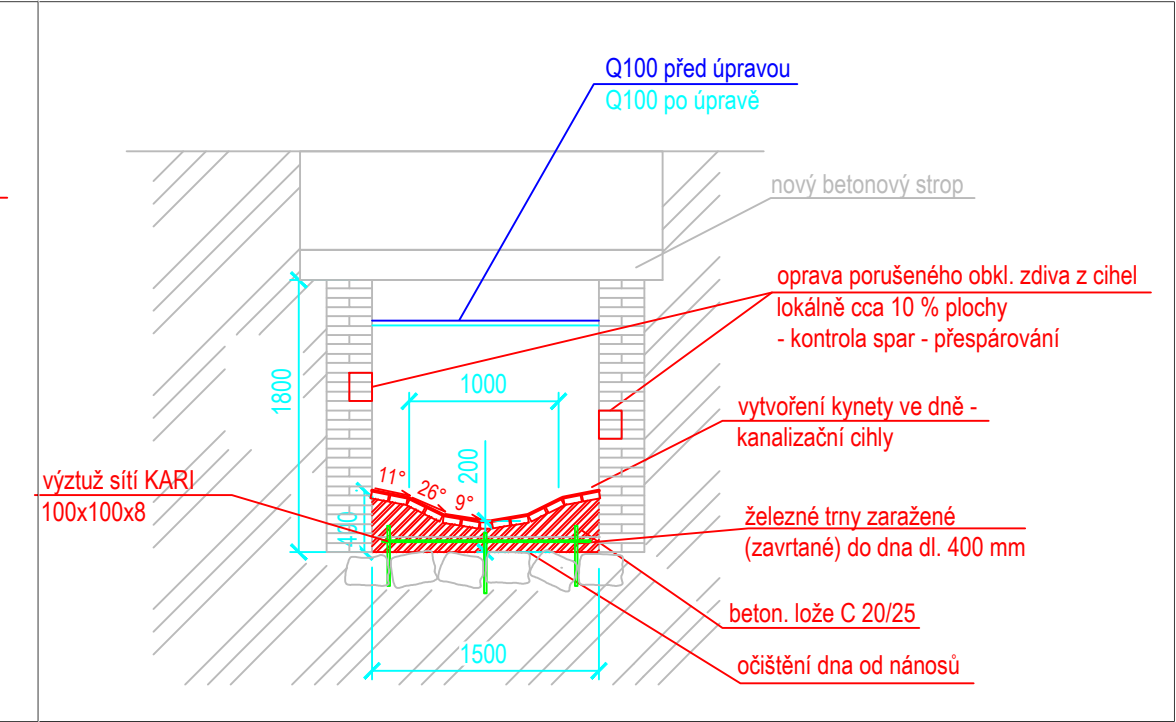 Q100 před úpravou
Q100 po úpravě
nový betonový strop
oprava porušeného obkl. zdiva z cihel
lokálně cca 10 % plochy
- kontrola spar - přespárování
1800
1000
vytvoření kynety ve dně -
kanalizační cihly
200
11°
26°
9°
výztuž sítí KARI
100x100x8
železné trny zaražené
(zavrtané) do dna dl. 400 mm
beton. lože C 20/25
1500
očištění dna od nánosů